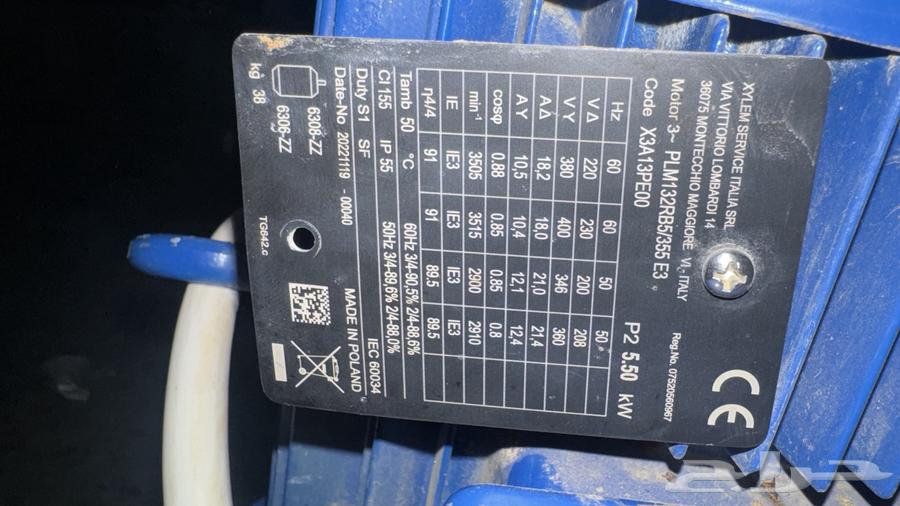 XYLEM SERVICE ITALIA SRL
VIA VITTORIO LOMBARDI 14
36075 MONTECCHIO MAGGIORE VI - ITALY
Reg.No. 07520560967
CE
Motor 3~ PLM132RB5/355 E3
Code X3A13PE00
P2 5.50 kW
Hz 60 60 50 50
V Δ 220 230 200 208
V Y 380 400 346 360
A Δ 18,2 18,0 21,0 21,4
A Y 10,5 10,4 12,1 12,4
cosφ 0.88 0.85 0.85 0.8
min⁻¹ 3505 3515 2900 2910
IE IE3 IE3 IE3 IE3
η4/4 91 91 89.5 89.5
Tamb 50 °C 60Hz 3/4-90,5% 2/4-88,6%
Cl 155 IP 55 50Hz 3/4-89,6% 2/4-88,0%
Duty S1 SF IEC 60034
Date-No 20221119 - 00040 MADE IN POLAND
6308-ZZ
6306-ZZ
kg 38
TG642.c
حراج